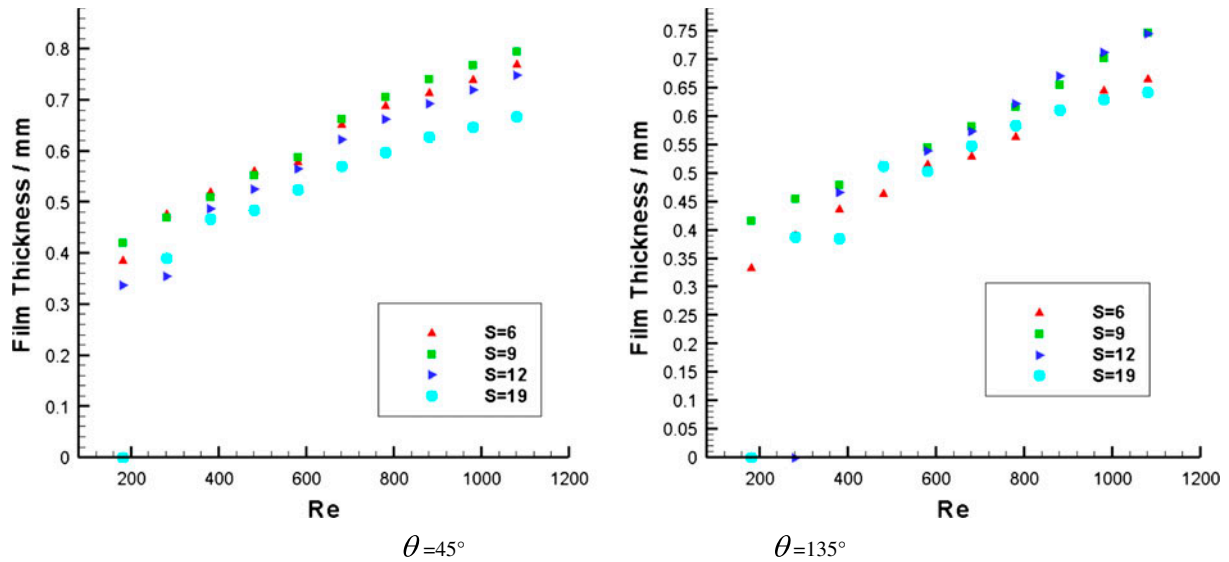 Film Thickness / mm
0.8
0.7
0.6
0.5
0.4
0.3
0.2
0.1
0
S=6
S=9
S=12
S=19
200 400 600 800 1000 1200
Re
θ=45°
Film Thickness / mm
0.75
0.7
0.65
0.6
0.55
0.5
0.45
0.4
0.35
0.3
0.25
0.2
0.15
0.1
0.05
0
S=6
S=9
S=12
S=19
200 400 600 800 1000 1200
Re
θ=135°